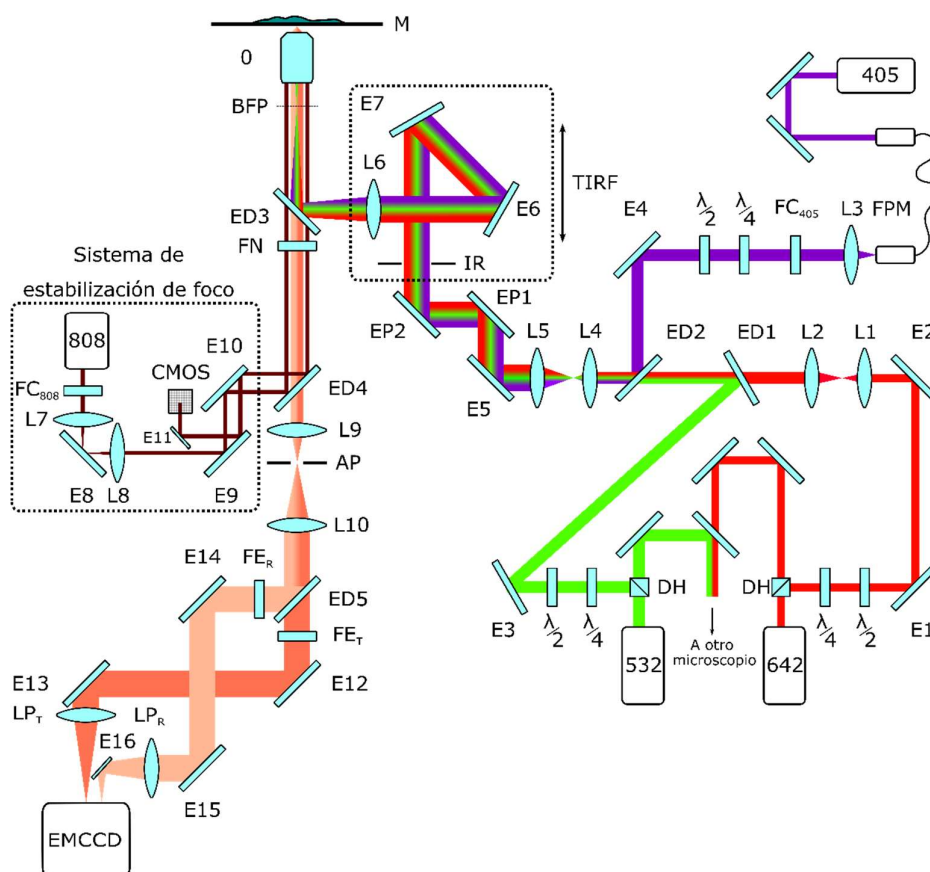 M
0
405
BFP
E7
L6
TIRF
E6
ED3
FN
IR
E4
λ/2
λ/4
FC405
L3
FPM
Sistema de
estabilización de foco
EP2
EP1
808
E10
CMOS
ED4
L5
L4
ED2
ED1
L2
L1
E2
FC808
L7
E11
E5
L9
AP
E8
L8
E9
L10
E14
FER
ED5
DH
DH
FET
E3
λ/2
λ/4
532
A otro
microscopio
642
λ/4
λ/2
E1
E13
E12
LPT
LPR
E16
E15
EMCCD